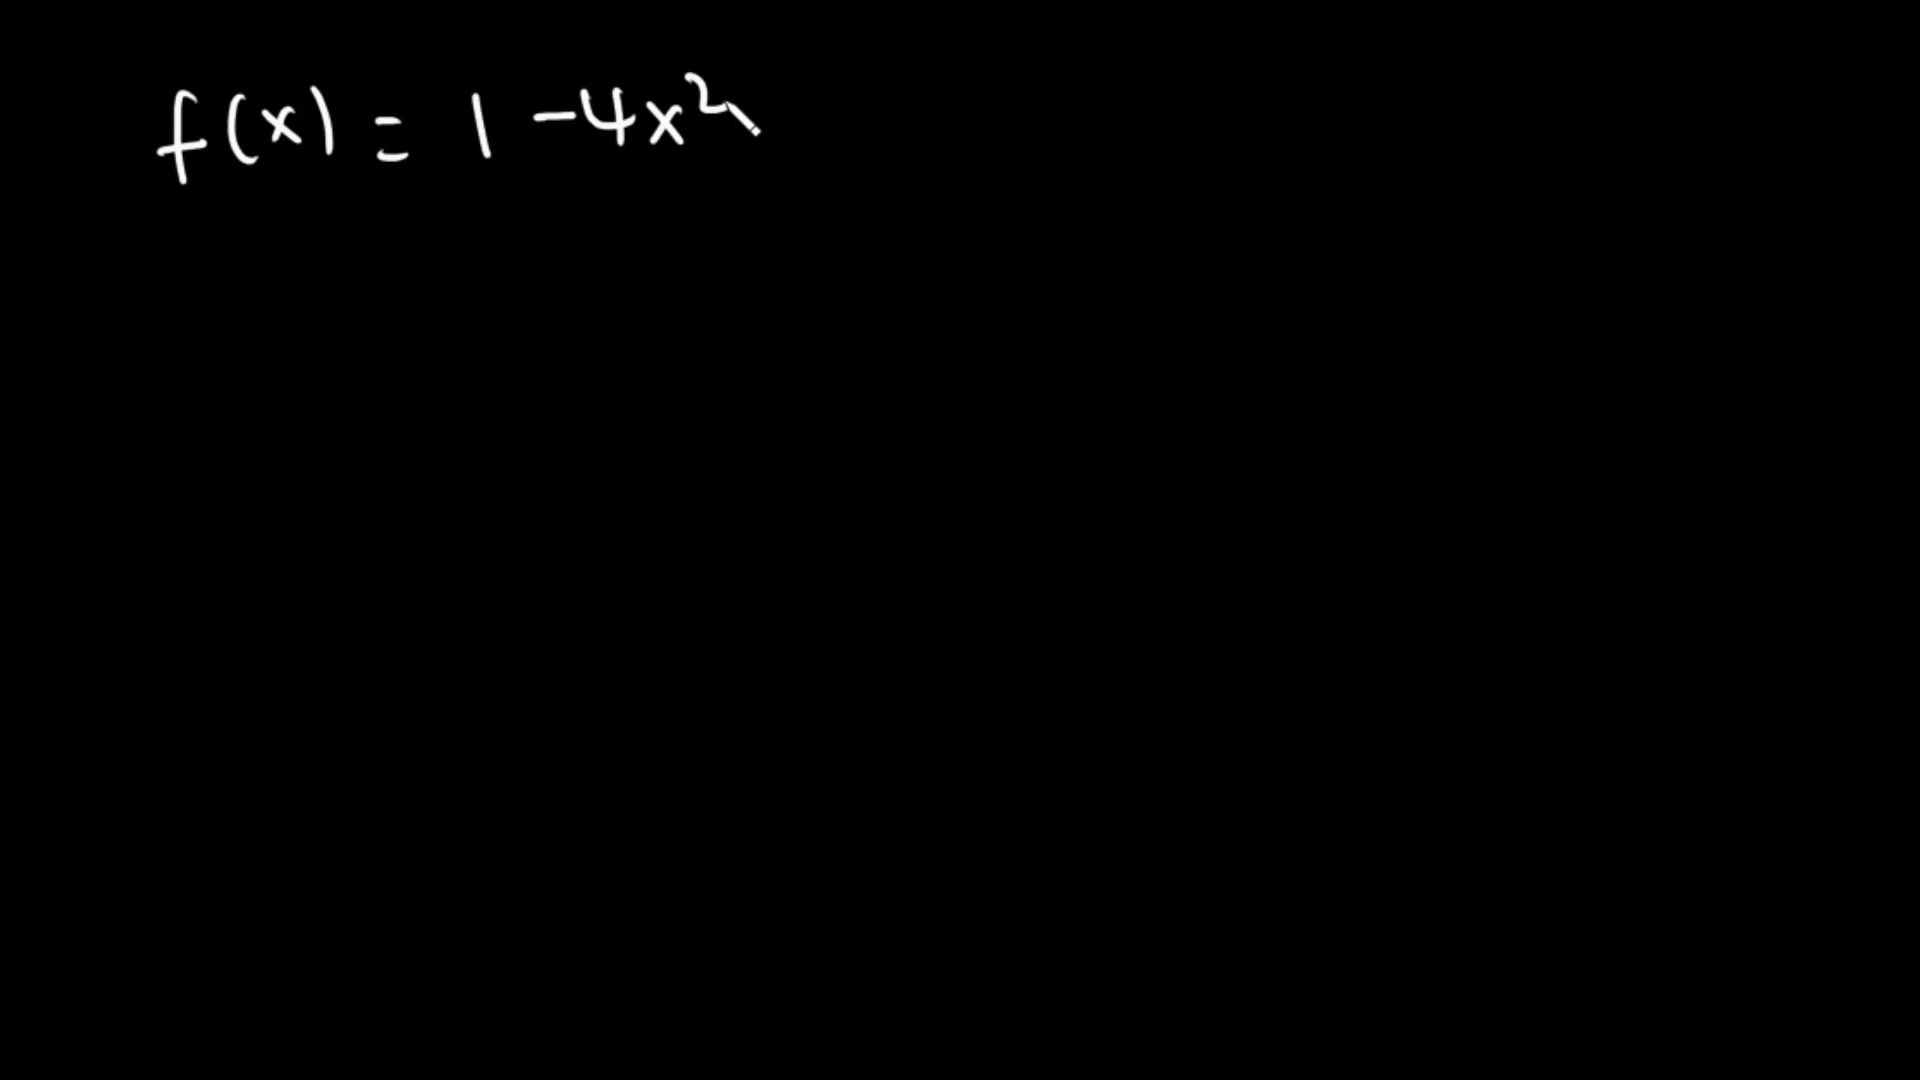 f(x) = 1 -4x²